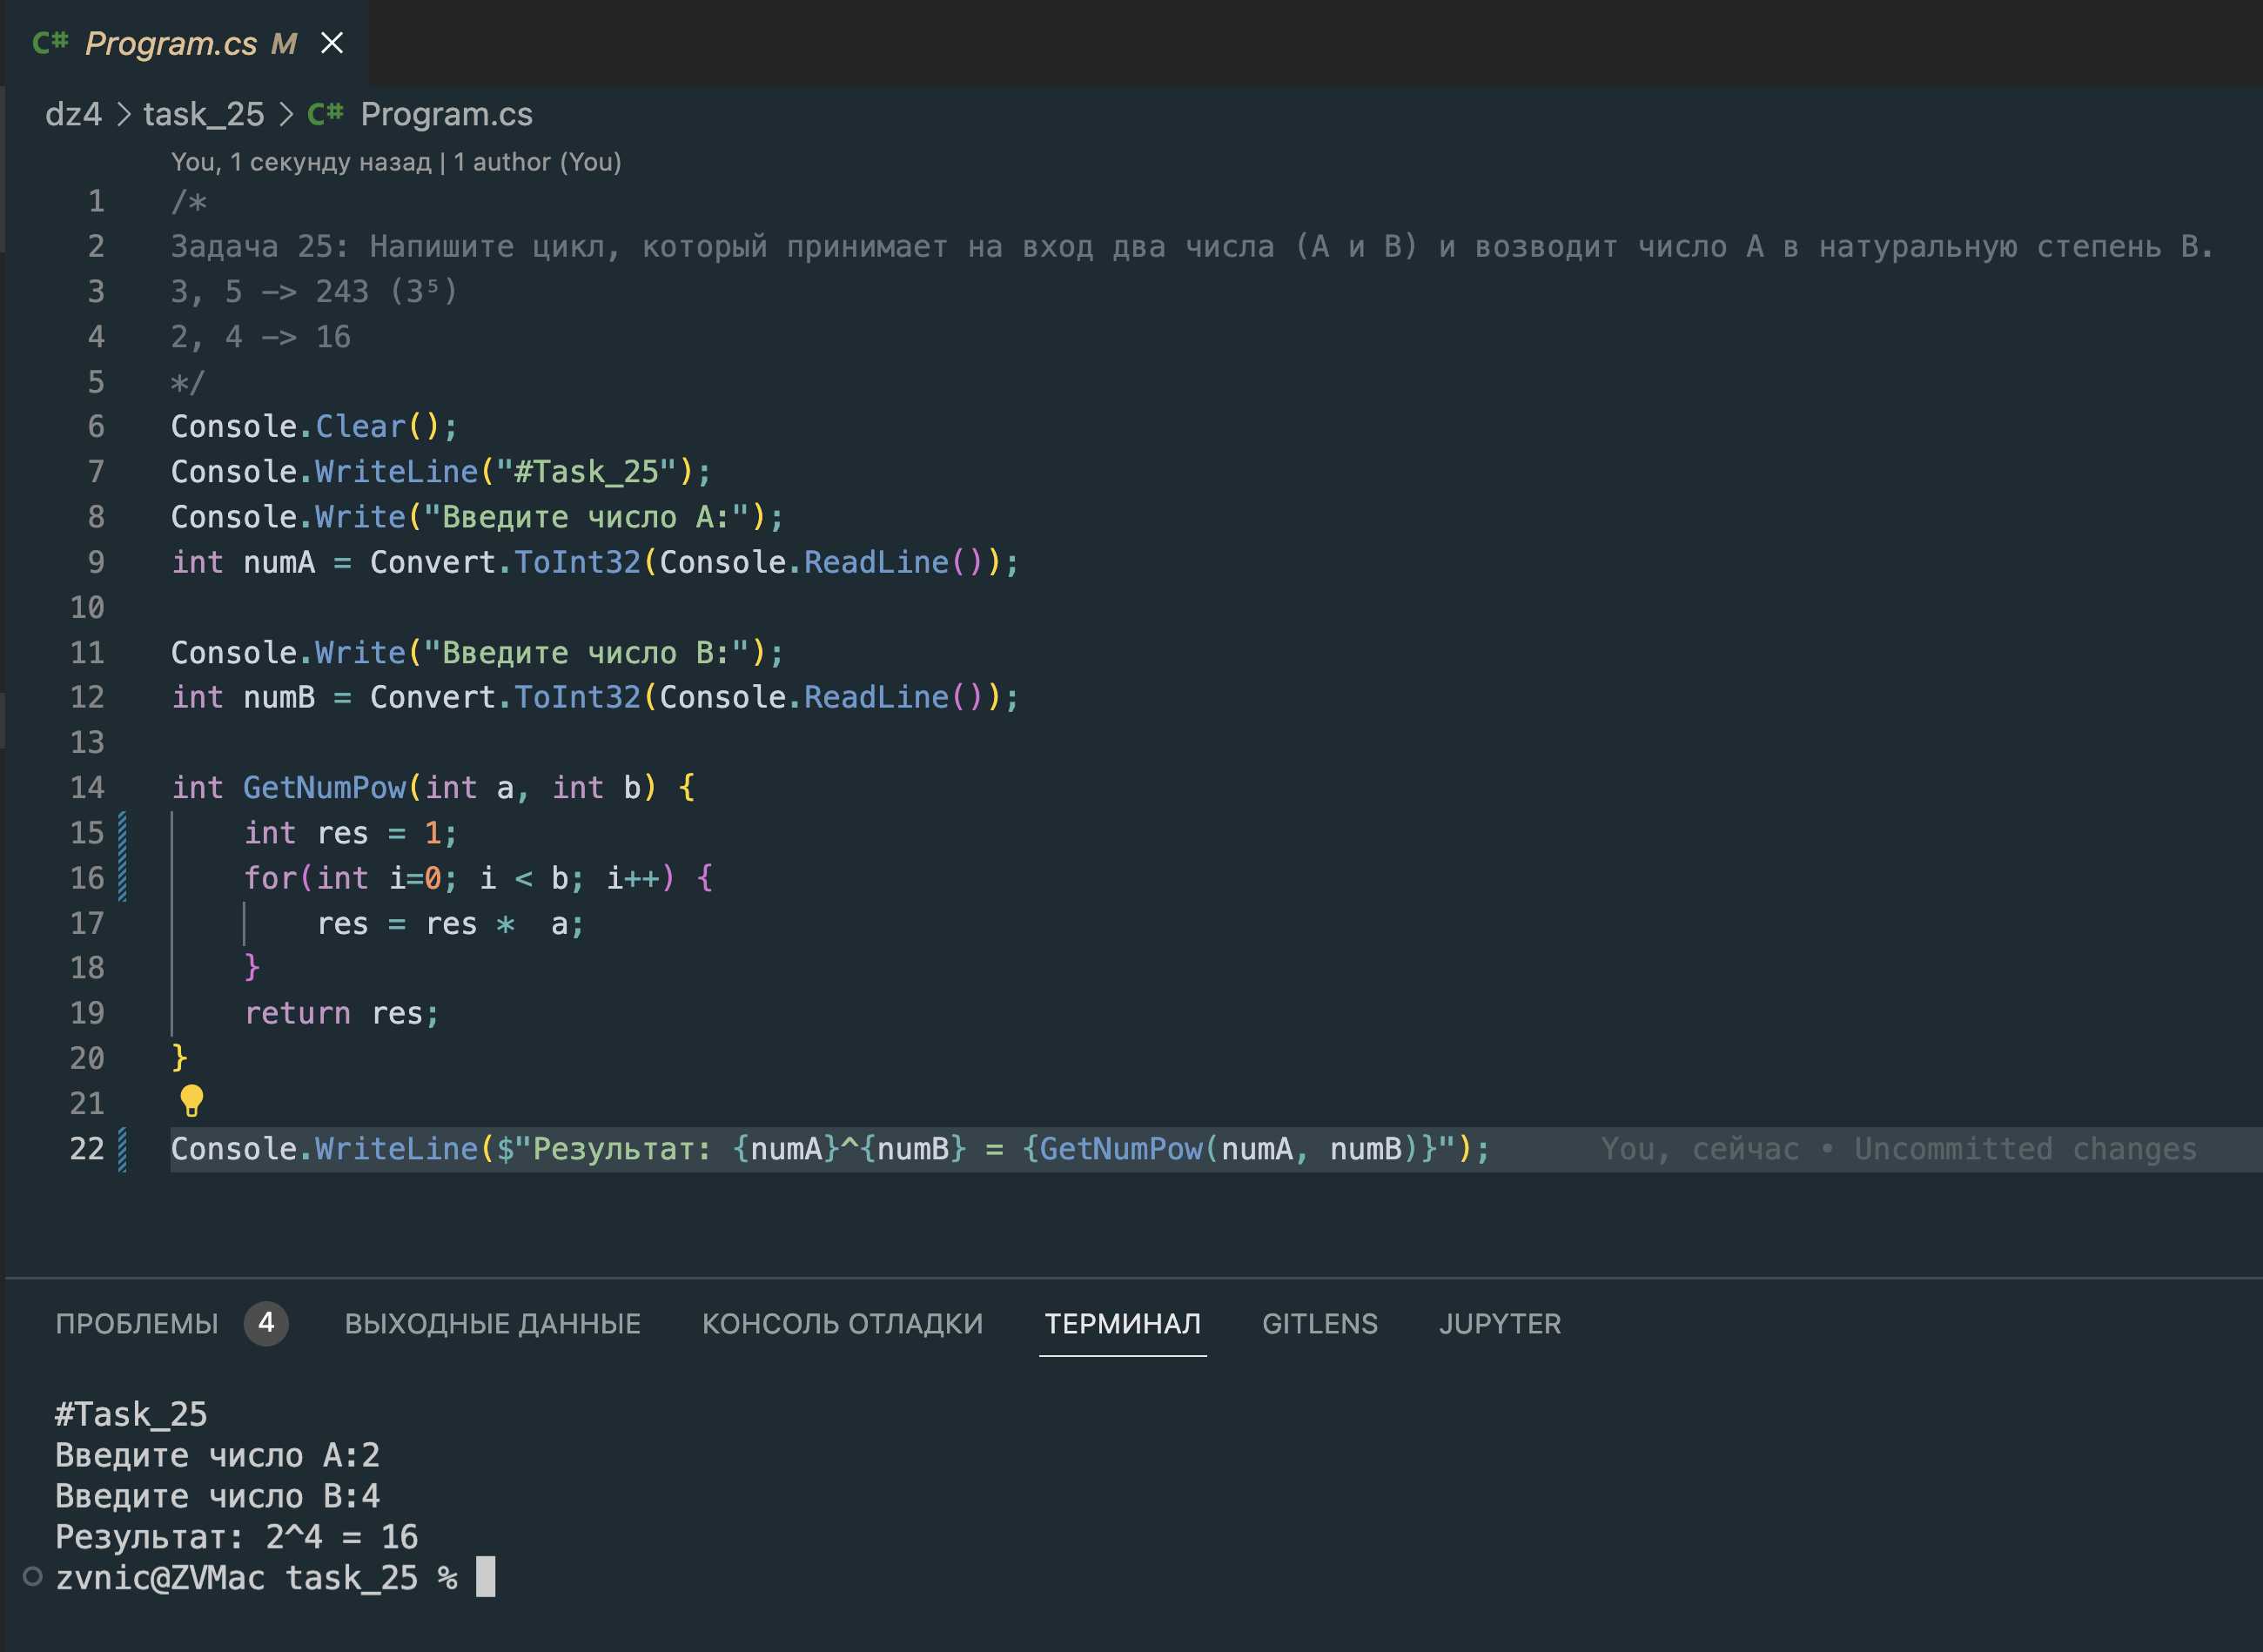 C# Program.cs M
dz4 > task_25 > C# Program.cs
You, 1 секунду назад | 1 author (You)
1 /*
2 Задача 25: Напишите цикл, который принимает на вход два числа (A и B) и возводит число A в натуральную степень B.
3 3, 5 -> 243 (3⁵)
4 2, 4 -> 16
5 */
6 Console.Clear();
7 Console.WriteLine("#Task_25");
8 Console.Write("Введите число A:");
9 int numA = Convert.ToInt32(Console.ReadLine());
10
11 Console.Write("Введите число B:");
12 int numB = Convert.ToInt32(Console.ReadLine());
13
14 int GetNumPow(int a, int b) {
15     int res = 1;
16     for(int i=0; i < b; i++) {
17         res = res *  a;
18     }
19     return res;
20 }
21
22 Console.WriteLine($"Результат: {numA}^{numB} = {GetNumPow(numA, numB)}"); You, сейчас • Uncommitted changes
ПРОБЛЕМЫ 4 ВЫХОДНЫЕ ДАННЫЕ КОНСОЛЬ ОТЛАДКИ ТЕРМИНАЛ GITLENS JUPYTER
#Task_25
Введите число A:2
Введите число B:4
Результат: 2^4 = 16
zvnic@ZVMac task_25 %